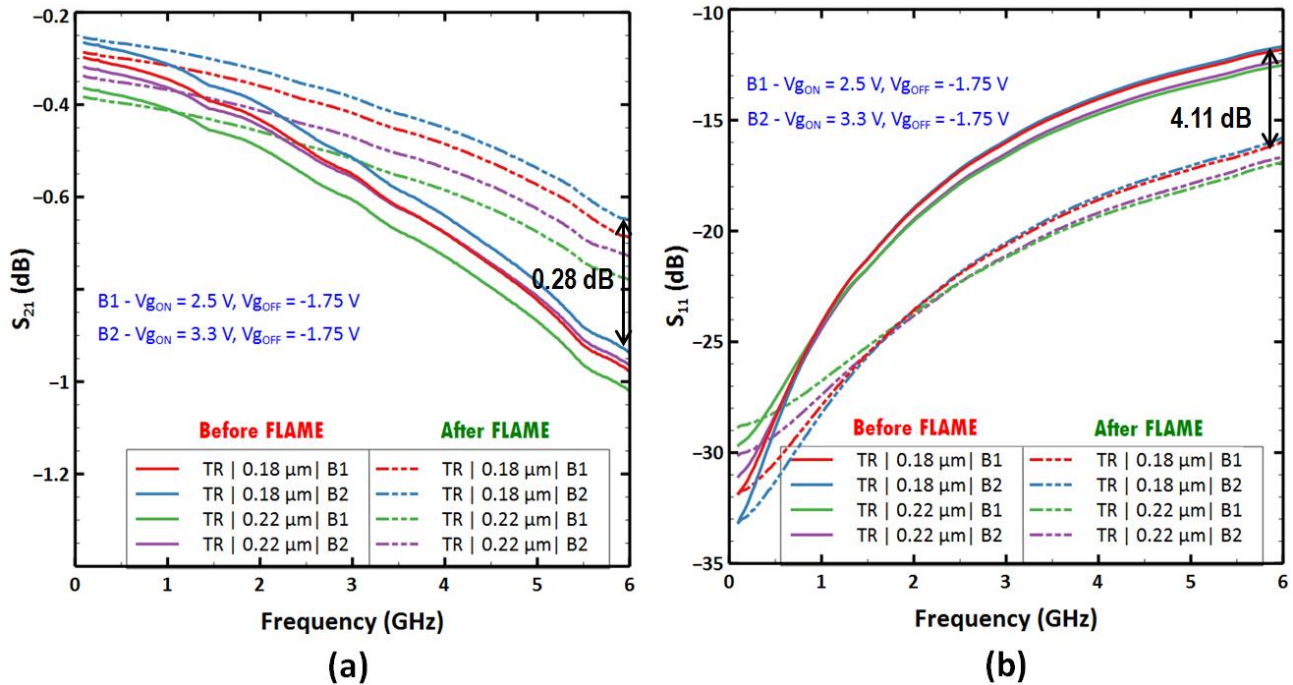 −0.2
−0.4
−0.6
−0.8
−1
−1.2
S21 (dB)
B1 - VgON = 2.5 V, VgOFF = -1.75 V
B2 - VgON = 3.3 V, VgOFF = -1.75 V
0.28 dB
Before FLAME After FLAME
TR | 0.18 µm| B1 TR | 0.18 µm| B1
TR | 0.18 µm| B2 TR | 0.18 µm| B2
TR | 0.22 µm| B1 TR | 0.22 µm| B1
TR | 0.22 µm| B2 TR | 0.22 µm| B2
0 1 2 3 4 5 6
Frequency (GHz)
(a)
−10
−15
−20
−25
−30
−35
S11 (dB)
B1 - VgON = 2.5 V, VgOFF = -1.75 V
B2 - VgON = 3.3 V, VgOFF = -1.75 V
4.11 dB
Before FLAME After FLAME
TR | 0.18 µm| B1 TR | 0.18 µm| B1
TR | 0.18 µm| B2 TR | 0.18 µm| B2
TR | 0.22 µm| B1 TR | 0.22 µm| B1
TR | 0.22 µm| B2 TR | 0.22 µm| B2
0 1 2 3 4 5 6
Frequency (GHz)
(b)